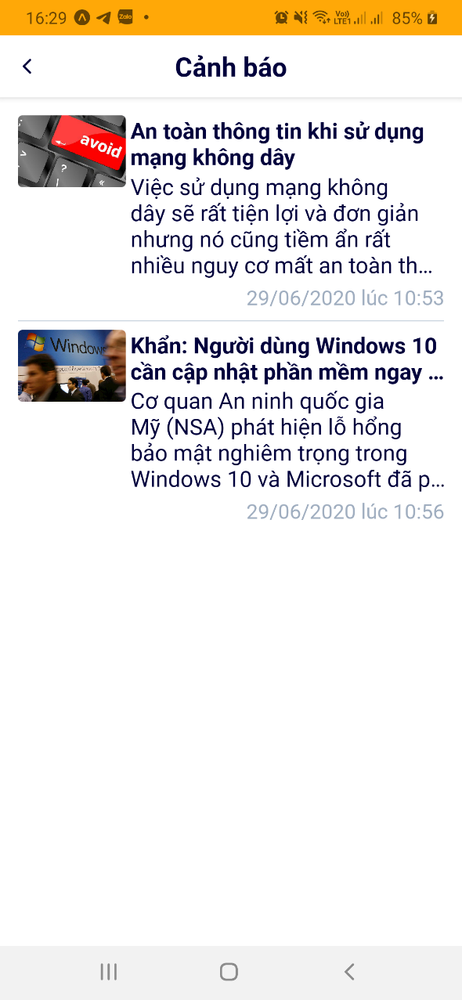 16:29 Zalo Vo)) LTE1 85%
Cảnh báo
avoid
An toàn thông tin khi sử dụng
mạng không dây
Việc sử dụng mạng không
dây sẽ rất tiện lợi và đơn giản
nhưng nó cũng tiềm ẩn rất
nhiều nguy cơ mất an toàn th...
29/06/2020 lúc 10:53
Windows
Khẩn: Người dùng Windows 10
cần cập nhật phần mềm ngay ...
Cơ quan An ninh quốc gia
Mỹ (NSA) phát hiện lỗ hổng
bảo mật nghiêm trọng trong
Windows 10 và Microsoft đã p...
29/06/2020 lúc 10:56